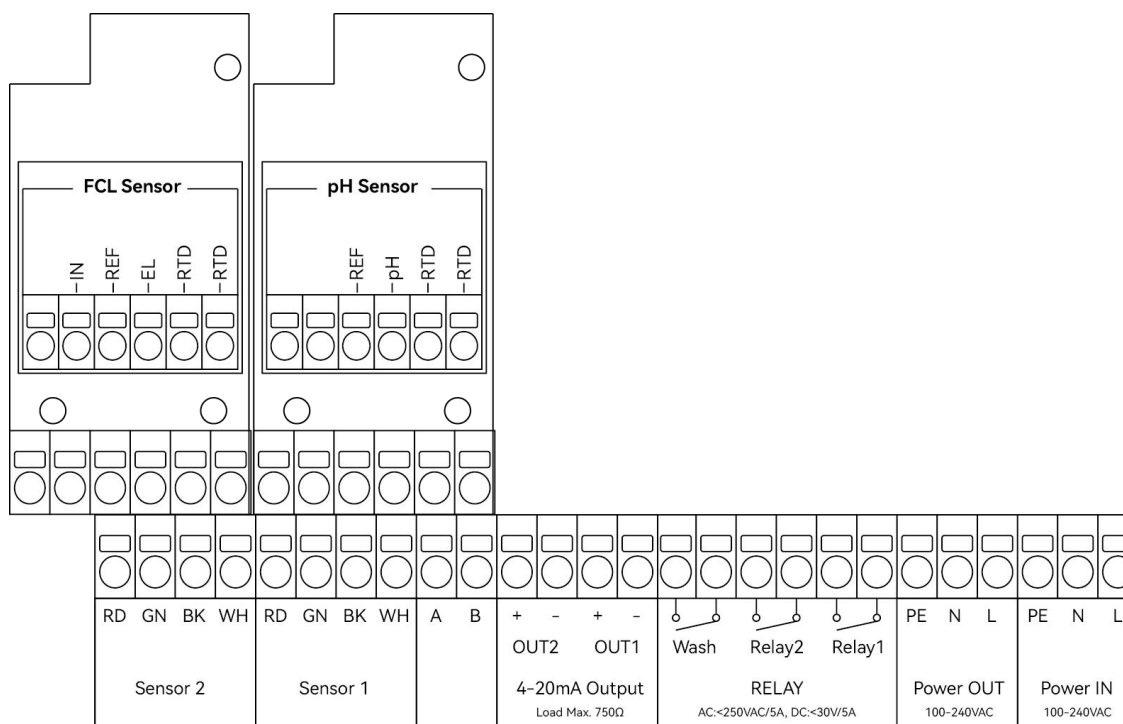 FCL Sensor
-IN -REF -EL -RTD -RTD
pH Sensor
-REF -pH -RTD -RTD
RD GN BK WH RD GN BK WH A B + - + - PE N L PE N L
OUT2 OUT1 Wash Relay2 Relay1
Sensor 2 Sensor 1 4-20mA Output RELAY Power OUT Power IN
Load Max. 750Ω AC:<250VAC/5A, DC:<30V/5A 100-240VAC 100-240VAC